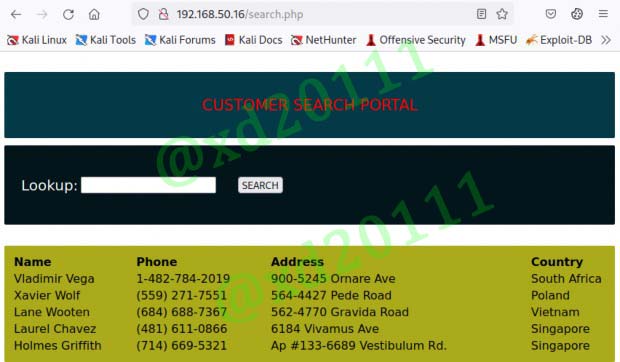 192.168.50.16/search.php
Kali Linux Kali Tools Kali Forums Kali Docs NetHunter Offensive Security MSFU Exploit-DB
CUSTOMER SEARCH PORTAL
Lookup: SEARCH
Name Phone Address Country
Vladimir Vega 1-482-784-2019 900-5245 Ornare Ave South Africa
Xavier Wolf (559) 271-7551 564-4427 Pede Road Poland
Lane Wooten (684) 688-7367 562-4770 Gravida Road Vietnam
Laurel Chavez (481) 611-0866 6184 Vivamus Ave Singapore
Holmes Griffith (714) 669-5321 Ap #133-6689 Vestibulum Rd. Singapore
@xd20111
@xd20111